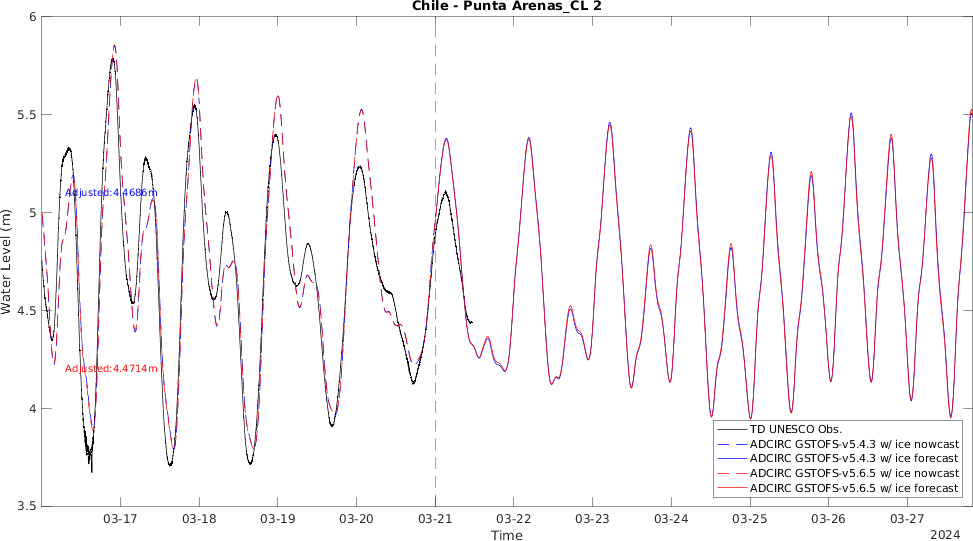 Chile - Punta Arenas_CL 2
6
5.5
5
4.5
4
3.5
Water Level (m)
Adjusted:4.4686m
Adjusted:4.4714m
TD UNESCO Obs.
ADCIRC GSTOFS-v5.4.3 w/ ice nowcast
ADCIRC GSTOFS-v5.4.3 w/ ice forecast
ADCIRC GSTOFS-v5.6.5 w/ ice nowcast
ADCIRC GSTOFS-v5.6.5 w/ ice forecast
03-17 03-18 03-19 03-20 03-21 03-22 03-23 03-24 03-25 03-26 03-27
Time
2024